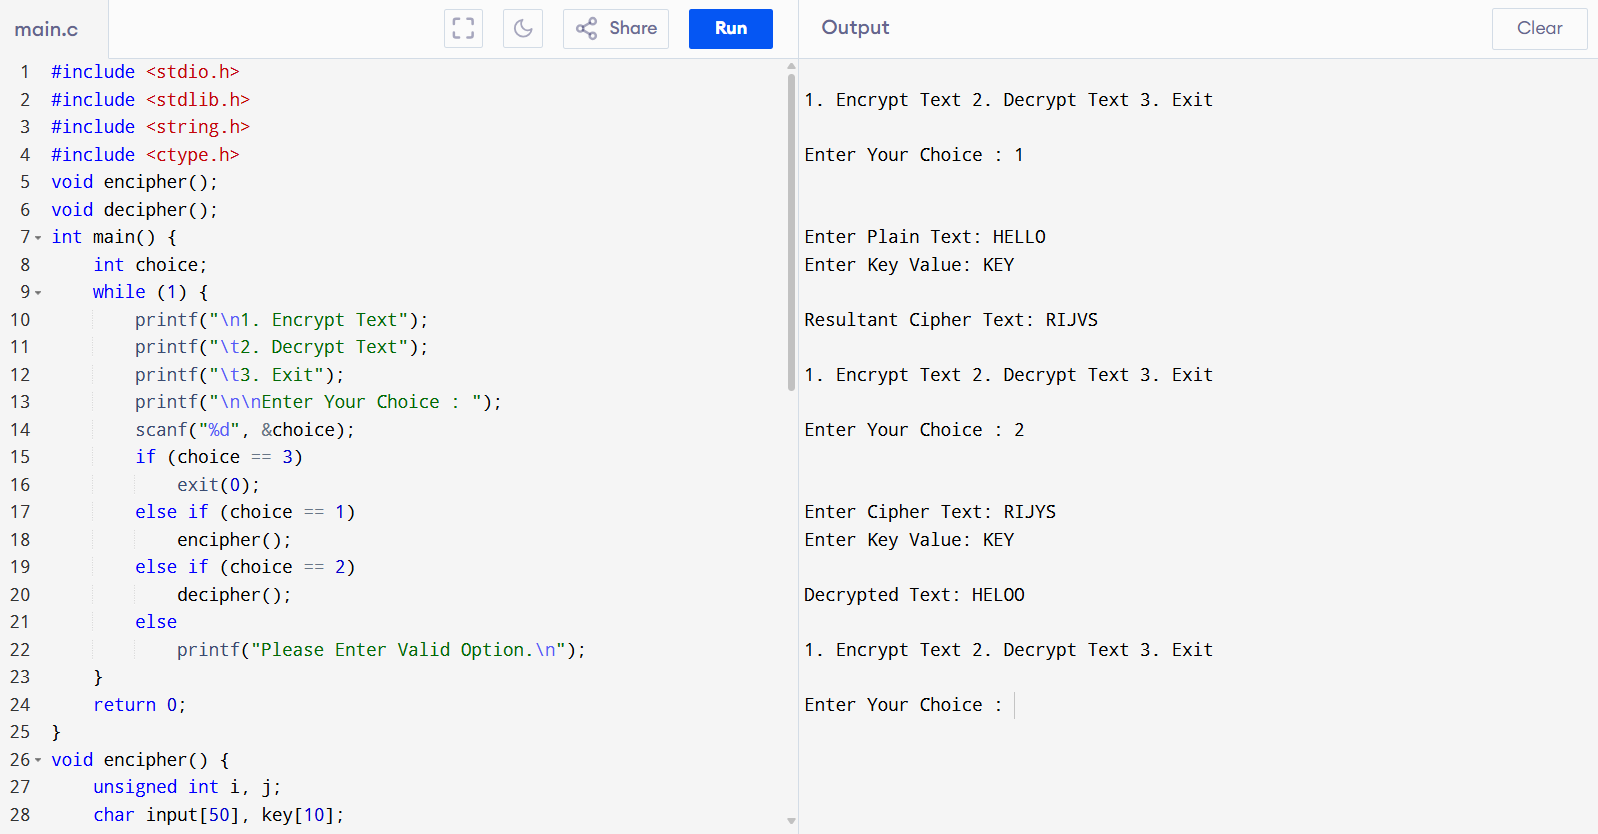 main.c
Share
Run
Output
Clear
1 #include <stdio.h>
2 #include <stdlib.h>
3 #include <string.h>
4 #include <ctype.h>
5 void encipher();
6 void decipher();
7 int main() {
8 int choice;
9 while (1) {
10 printf("\n1. Encrypt Text");
11 printf("\t2. Decrypt Text");
12 printf("\t3. Exit");
13 printf("\n\nEnter Your Choice : ");
14 scanf("%d", &choice);
15 if (choice == 3)
16 exit(0);
17 else if (choice == 1)
18 encipher();
19 else if (choice == 2)
20 decipher();
21 else
22 printf("Please Enter Valid Option.\n");
23 }
24 return 0;
25 }
26 void encipher() {
27 unsigned int i, j;
28 char input[50], key[10];
1. Encrypt Text 2. Decrypt Text 3. Exit
Enter Your Choice : 1
Enter Plain Text: HELLO
Enter Key Value: KEY
Resultant Cipher Text: RIJVS
1. Encrypt Text 2. Decrypt Text 3. Exit
Enter Your Choice : 2
Enter Cipher Text: RIJYS
Enter Key Value: KEY
Decrypted Text: HELOO
1. Encrypt Text 2. Decrypt Text 3. Exit
Enter Your Choice :